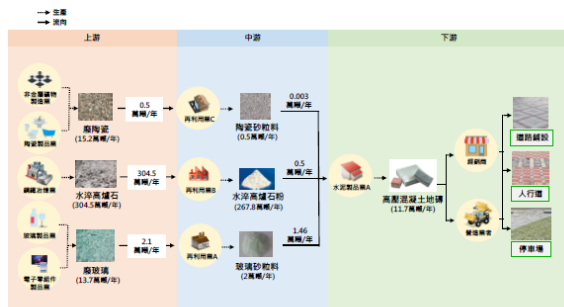 生產
流向
上游
中游
下游
非金屬礦物
製造業
陶瓷製品業
廢陶瓷
(15.2萬噸/年)
0.5
萬噸/年
再利用業C
陶瓷砂粒料
(0.5萬噸/年)
0.003
萬噸/年
鋼鐵冶煉業
水淬高爐石
(304.5萬噸/年)
304.5
萬噸/年
再利用業B
水淬高爐石粉
(267.8萬噸/年)
0.5
萬噸/年
玻璃製品業
電子零組件
製品業
廢玻璃
(13.7萬噸/年)
2.1
萬噸/年
再利用業A
玻璃砂粒料
(2萬噸/年)
1.46
萬噸/年
水泥製品業A
高壓混凝土地磚
(11.7萬噸/年)
經銷商
營造業者
道路鋪設
人行道
停車場